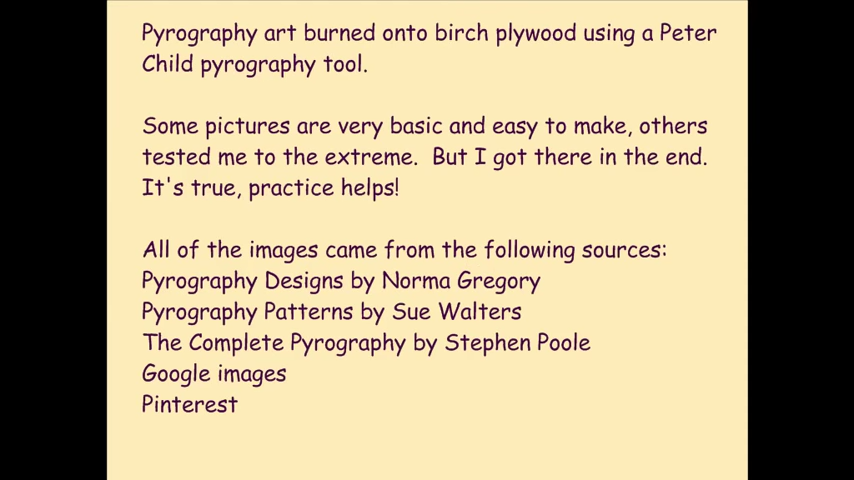 Pyrography art burned onto birch plywood using a Peter
Child pyrography tool.
Some pictures are very basic and easy to make, others
tested me to the extreme.  But I got there in the end.
It's true, practice helps!
All of the images came from the following sources:
Pyrography Designs by Norma Gregory
Pyrography Patterns by Sue Walters
The Complete Pyrography by Stephen Poole
Google images
Pinterest